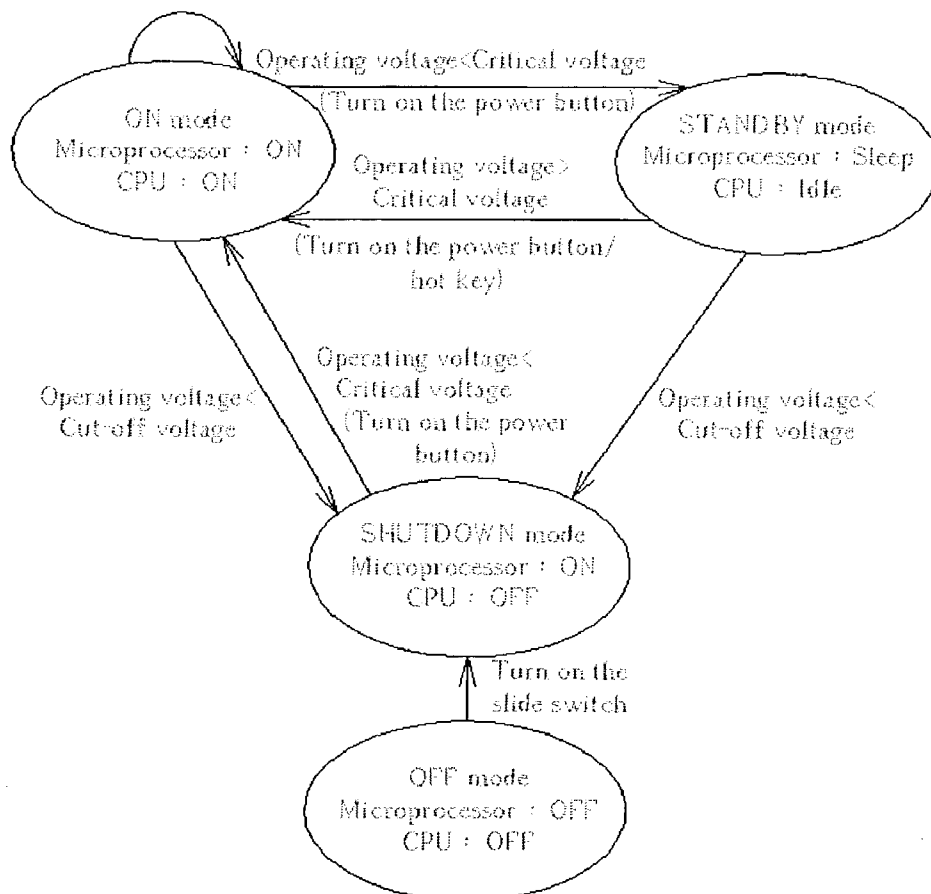 Operating voltage<Critical voltage
(Turn on the power button)
ON mode
Microprocessor : ON
CPU : ON
STANDBY mode
Microprocessor : Sleep
CPU : Idle
Operating voltage>
Critical voltage
(Turn on the power button/
hot key)
Operating voltage<
Cut-off voltage
Operating voltage<
Critical voltage
(Turn on the power
button)
Operating voltage<
Cut-off voltage
SHUTDOWN mode
Microprocessor : ON
CPU : OFF
Turn on the
slide switch
OFF mode
Microprocessor : OFF
CPU : OFF